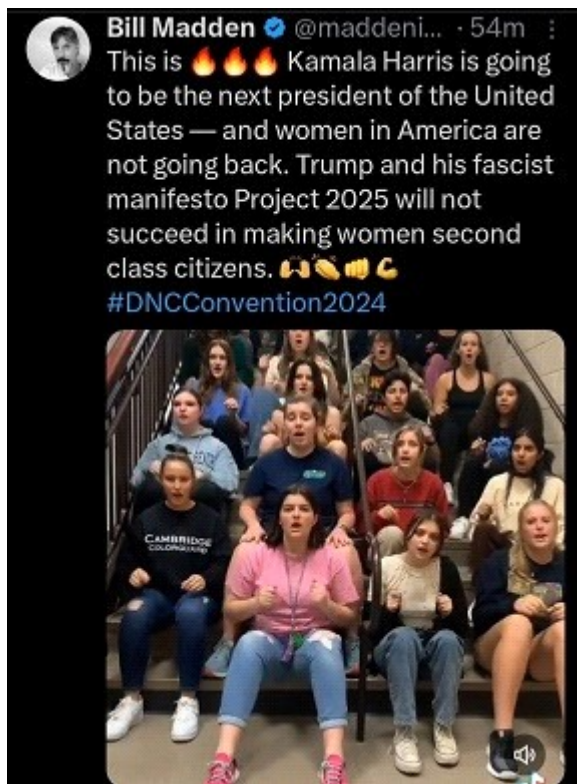 Bill Madden @maddeni... · 54m
This is 🔥🔥🔥 Kamala Harris is going
to be the next president of the United
States — and women in America are
not going back. Trump and his fascist
manifesto Project 2025 will not
succeed in making women second
class citizens. 🙌👏👊💪
#DNCConvention2024
CAMBRIDGE
COLORGUARD